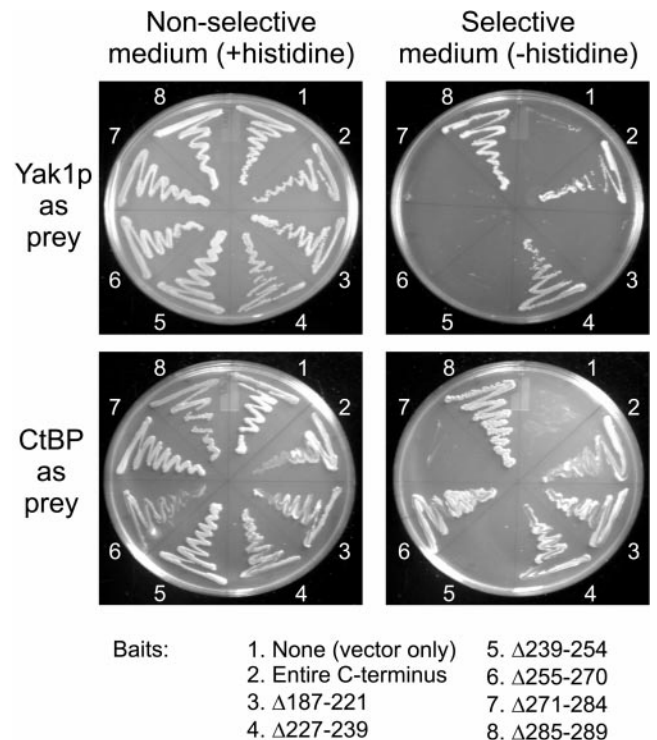 Non-selective
medium (+histidine)
Selective
medium (-histidine)
Yak1p
as
prey
8
1
7
2
6
3
5
4
8
1
7
2
6
3
5
4
CtBP
as
prey
8
1
7
2
6
3
5
4
8
1
7
2
6
3
5
4
Baits:
1. None (vector only)
2. Entire C-terminus
3. Δ187-221
4. Δ227-239
5. Δ239-254
6. Δ255-270
7. Δ271-284
8. Δ285-289